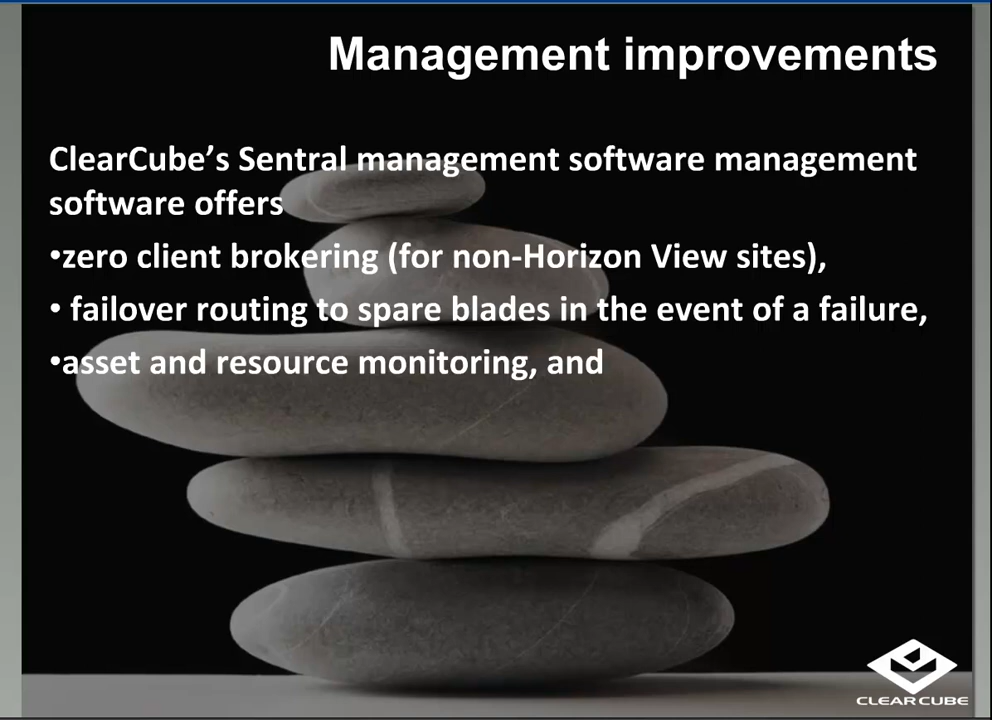 Management improvements
ClearCube’s Sentral management software management
software offers
•zero client brokering (for non-Horizon View sites),
• failover routing to spare blades in the event of a failure,
•asset and resource monitoring, and
CLEARCUBE